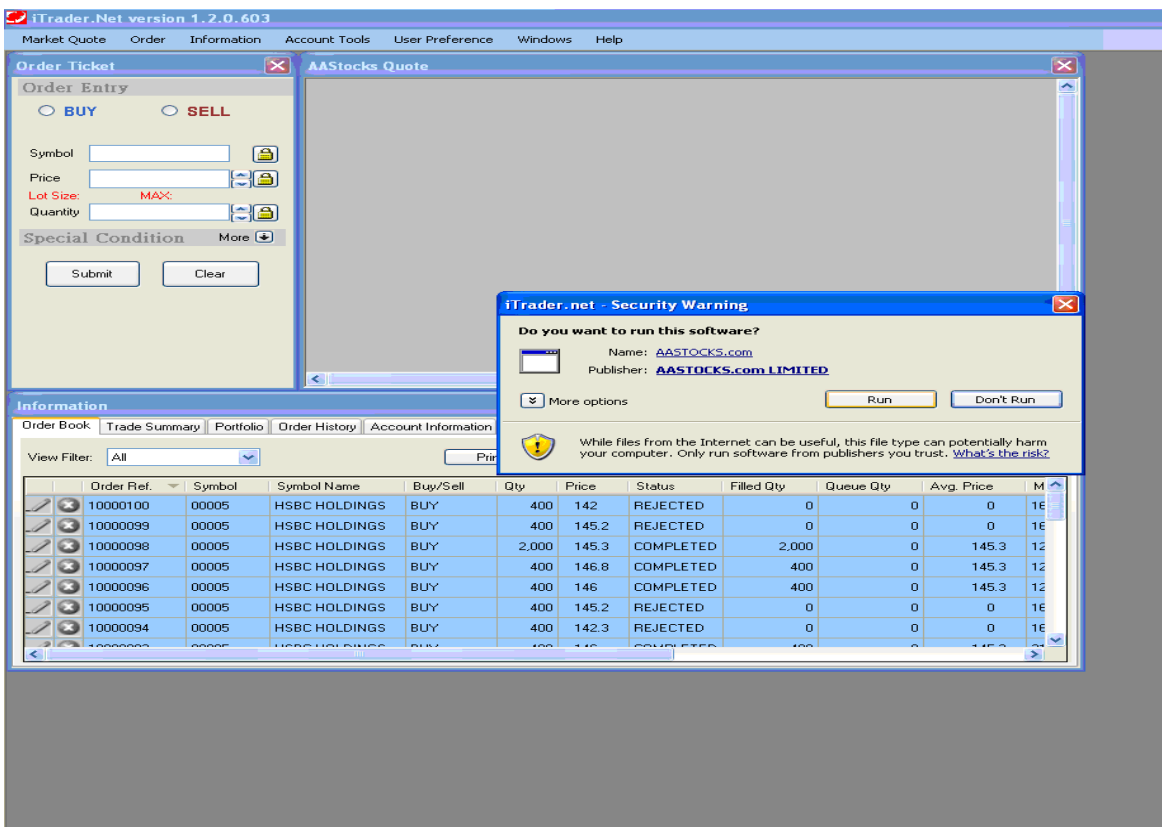 iTrader.Net version 1.2.0.603
Market Quote Order Information Account Tools User Preference Windows Help
Order Ticket
AAStocks Quote
Order Entry
BUY SELL
Symbol
Price
Lot Size: MAX:
Quantity
Special Condition More
Submit Clear
iTrader.net - Security Warning
Do you want to run this software?
Name: AASTOCKS.com
Publisher: AASTOCKS.com LIMITED
More options Run Don't Run
While files from the Internet can be useful, this file type can potentially harm
your computer. Only run software from publishers you trust. What's the risk?
Information
Order Book Trade Summary Portfolio Order History Account Information
View Filter: All
Order Ref. Symbol Symbol Name Buy/Sell Qty Price Status Filled Qty Queue Qty Avg. Price
10000100 00005 HSBC HOLDINGS BUY 400 142 REJECTED 0 0 0
10000099 00005 HSBC HOLDINGS BUY 400 145.2 REJECTED 0 0 0
10000098 00005 HSBC HOLDINGS BUY 2,000 145.3 COMPLETED 2,000 0 145.3
10000097 00005 HSBC HOLDINGS BUY 400 146.8 COMPLETED 400 0 145.3
10000096 00005 HSBC HOLDINGS BUY 400 146 COMPLETED 400 0 145.3
10000095 00005 HSBC HOLDINGS BUY 400 145.2 REJECTED 0 0 0
10000094 00005 HSBC HOLDINGS BUY 400 142.3 REJECTED 0 0 0